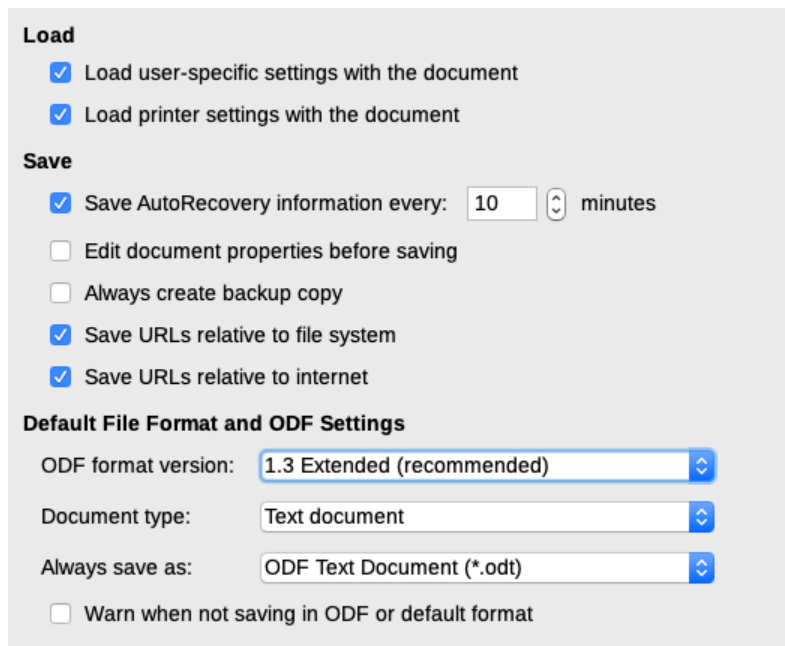 Load
Load user-specific settings with the document
Load printer settings with the document
Save
Save AutoRecovery information every: 10 minutes
Edit document properties before saving
Always create backup copy
Save URLs relative to file system
Save URLs relative to internet
Default File Format and ODF Settings
ODF format version: 1.3 Extended (recommended)
Document type: Text document
Always save as: ODF Text Document (*.odt)
Warn when not saving in ODF or default format